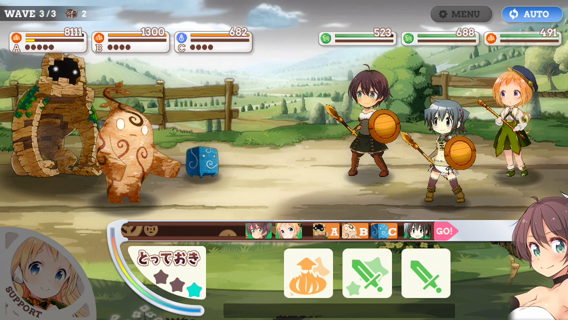 WAVE 3/3 2
MENU
AUTO
8111
1300
682
523
688
491
A
B
C
A B C GO!
とっておき
SUPPORT